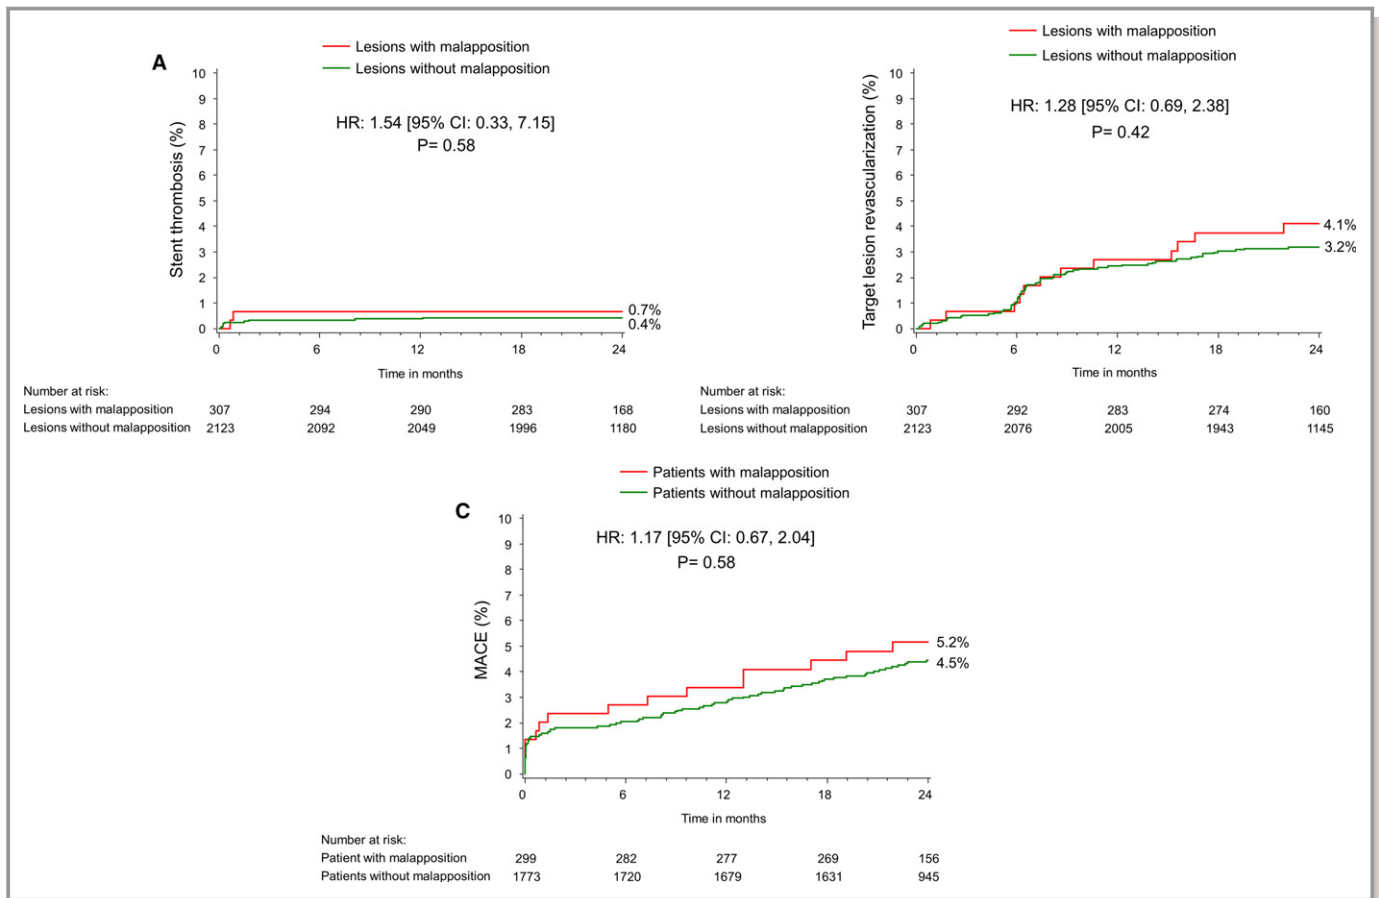 A
Lesions with malapposition
Lesions without malapposition
HR: 1.54 [95% CI: 0.33, 7.15]
P= 0.58
Stent thrombosis (%)
10
9
8
7
6
5
4
3
2
1
0
0.7%
0.4%
0 6 12 18 24
Time in months
Number at risk:
Lesions with malapposition 307 294 290 283 168
Lesions without malapposition 2123 2092 2049 1996 1180
Lesions with malapposition
Lesions without malapposition
HR: 1.28 [95% CI: 0.69, 2.38]
P= 0.42
Target lesion revascularization (%)
10
9
8
7
6
5
4
3
2
1
0
4.1%
3.2%
0 6 12 18 24
Time in months
Number at risk:
Lesions with malapposition 307 292 283 274 160
Lesions without malapposition 2123 2076 2005 1943 1145
C
Patients with malapposition
Patients without malapposition
HR: 1.17 [95% CI: 0.67, 2.04]
P= 0.58
MACE (%)
10
9
8
7
6
5
4
3
2
1
0
5.2%
4.5%
0 6 12 18 24
Time in months
Number at risk:
Patient with malapposition 299 282 277 269 156
Patients without malapposition 1773 1720 1679 1631 945